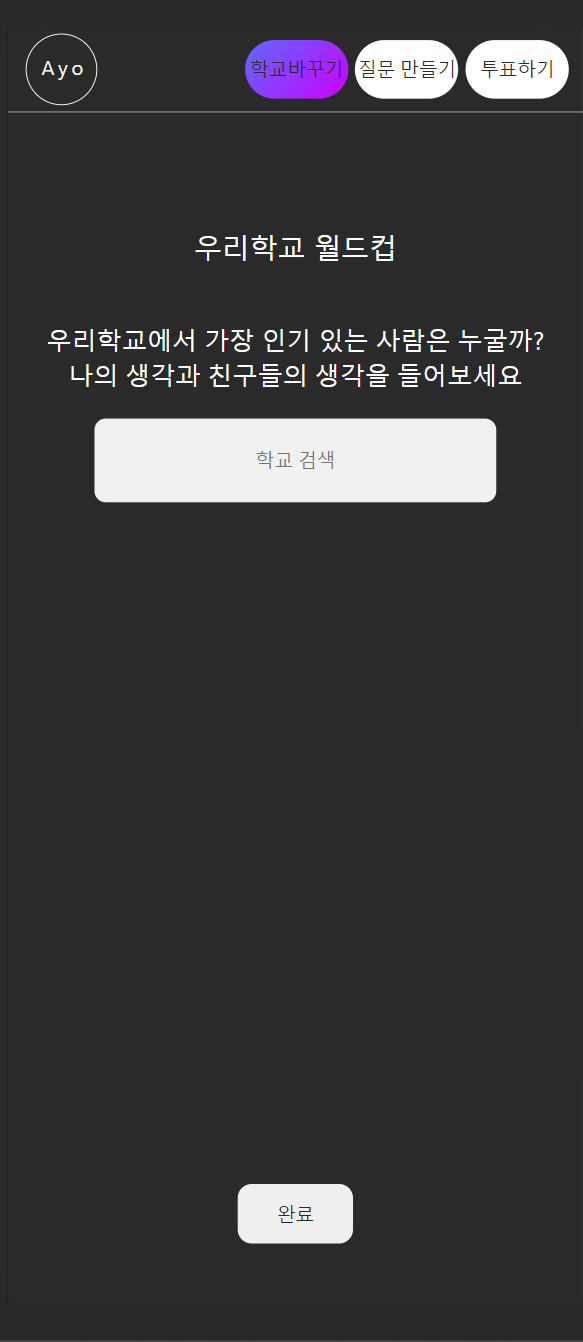 Ayo
학교바꾸기 질문 만들기 투표하기
우리학교 월드컵
우리학교에서 가장 인기 있는 사람은 누굴까?
나의 생각과 친구들의 생각을 들어보세요
학교 검색
완료